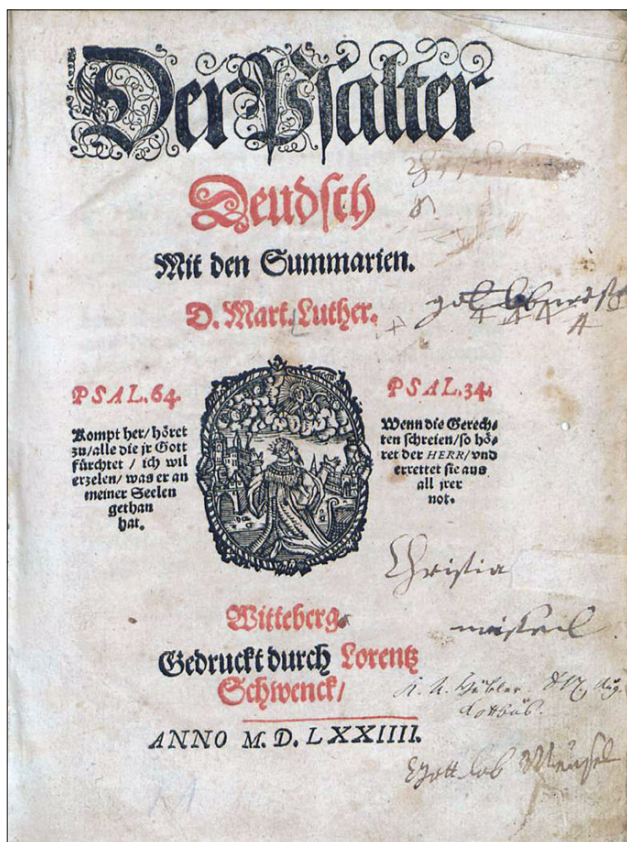 Der Psalter
Deudsch
Mit den Summarien.
D. Mart. Luther.
PSAL. 64.
Kompt her/ höret
zu/ alle die jr Gott
fürchtet / ich wil
erzelen/ was er an
meiner Seelen
gethan
hat.
PSAL. 34.
Wenn die Gerech-
ten schreien/ so hö-
ret der HERR/ vnd
errettet sie aus
all jrer
not.
Witteberg.
Gedruckt durch Lorentz
Schwenck/
ANNO M. D. LXXIIII.
Christia